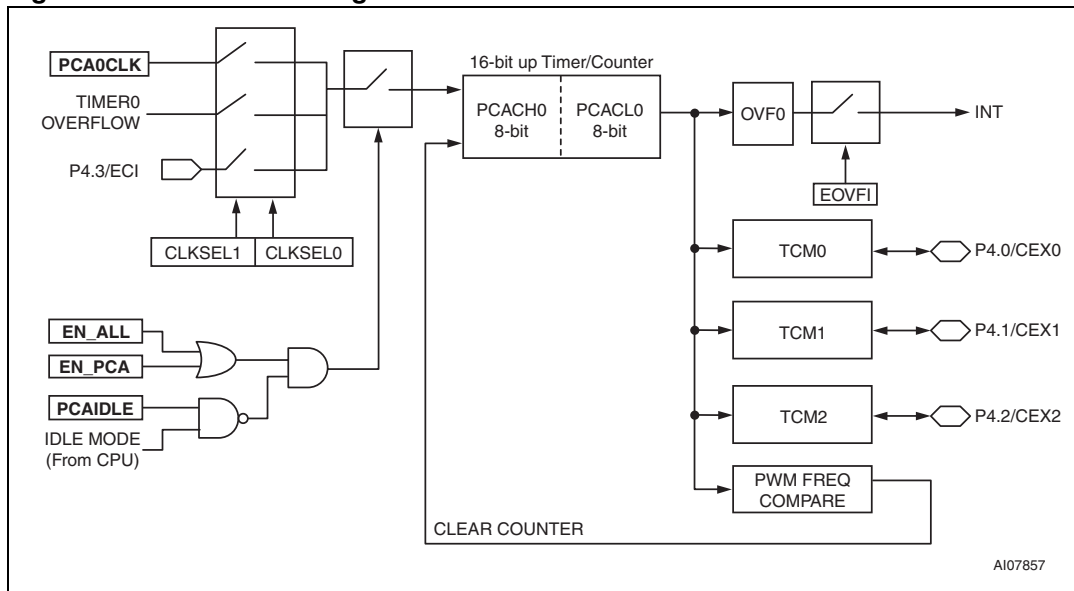 16-bit up Timer/Counter
PCA0CLK
TIMER0
OVERFLOW
P4.3/ECI
CLKSEL1
CLKSEL0
PCACH0
8-bit
PCACL0
8-bit
OVF0
INT
EOVFI
TCM0
P4.0/CEX0
TCM1
P4.1/CEX1
TCM2
P4.2/CEX2
PWM FREQ
COMPARE
EN_ALL
EN_PCA
PCAIDLE
IDLE MODE
(From CPU)
CLEAR COUNTER
AI07857